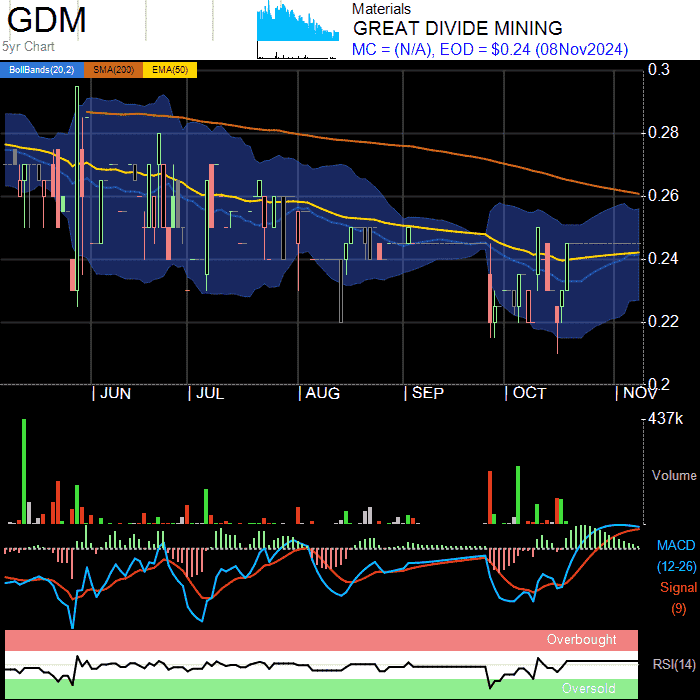 GDM
5yr Chart
Materials
GREAT DIVIDE MINING
MC = (N/A), EOD = $0.24 (08Nov2024)
BollBands(20,2) SMA(200) EMA(50)
0.3
0.28
0.26
0.24
0.22
0.2
JUN JUL AUG SEP OCT NOV
437k
Volume
MACD
(12-26)
Signal
(9)
Overbought
RSI(14)
Oversold